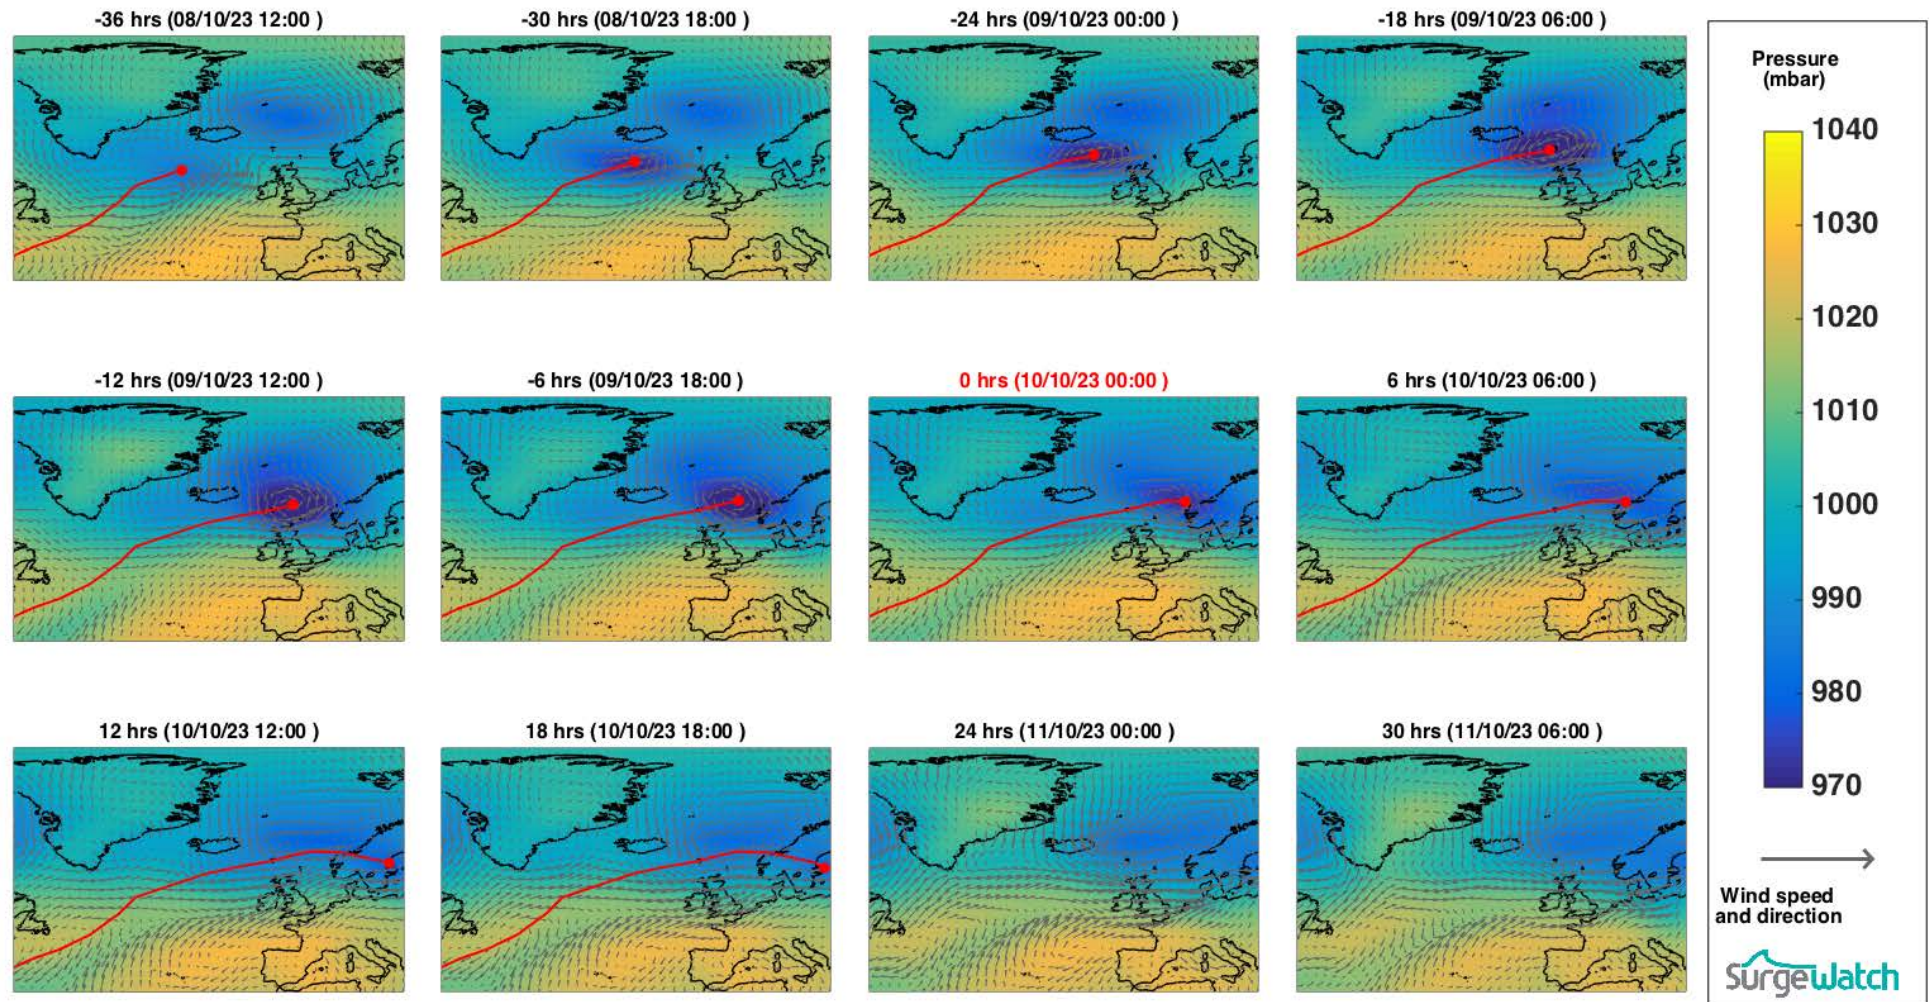 -36 hrs (08/10/23 12:00 )
-30 hrs (08/10/23 18:00 )
-24 hrs (09/10/23 00:00 )
-18 hrs (09/10/23 06:00 )
-12 hrs (09/10/23 12:00 )
-6 hrs (09/10/23 18:00 )
0 hrs (10/10/23 00:00 )
6 hrs (10/10/23 06:00 )
12 hrs (10/10/23 12:00 )
18 hrs (10/10/23 18:00 )
24 hrs (11/10/23 00:00 )
30 hrs (11/10/23 06:00 )
Pressure
(mbar)
1040
1030
1020
1010
1000
990
980
970
Wind speed
and direction
Surgewatch